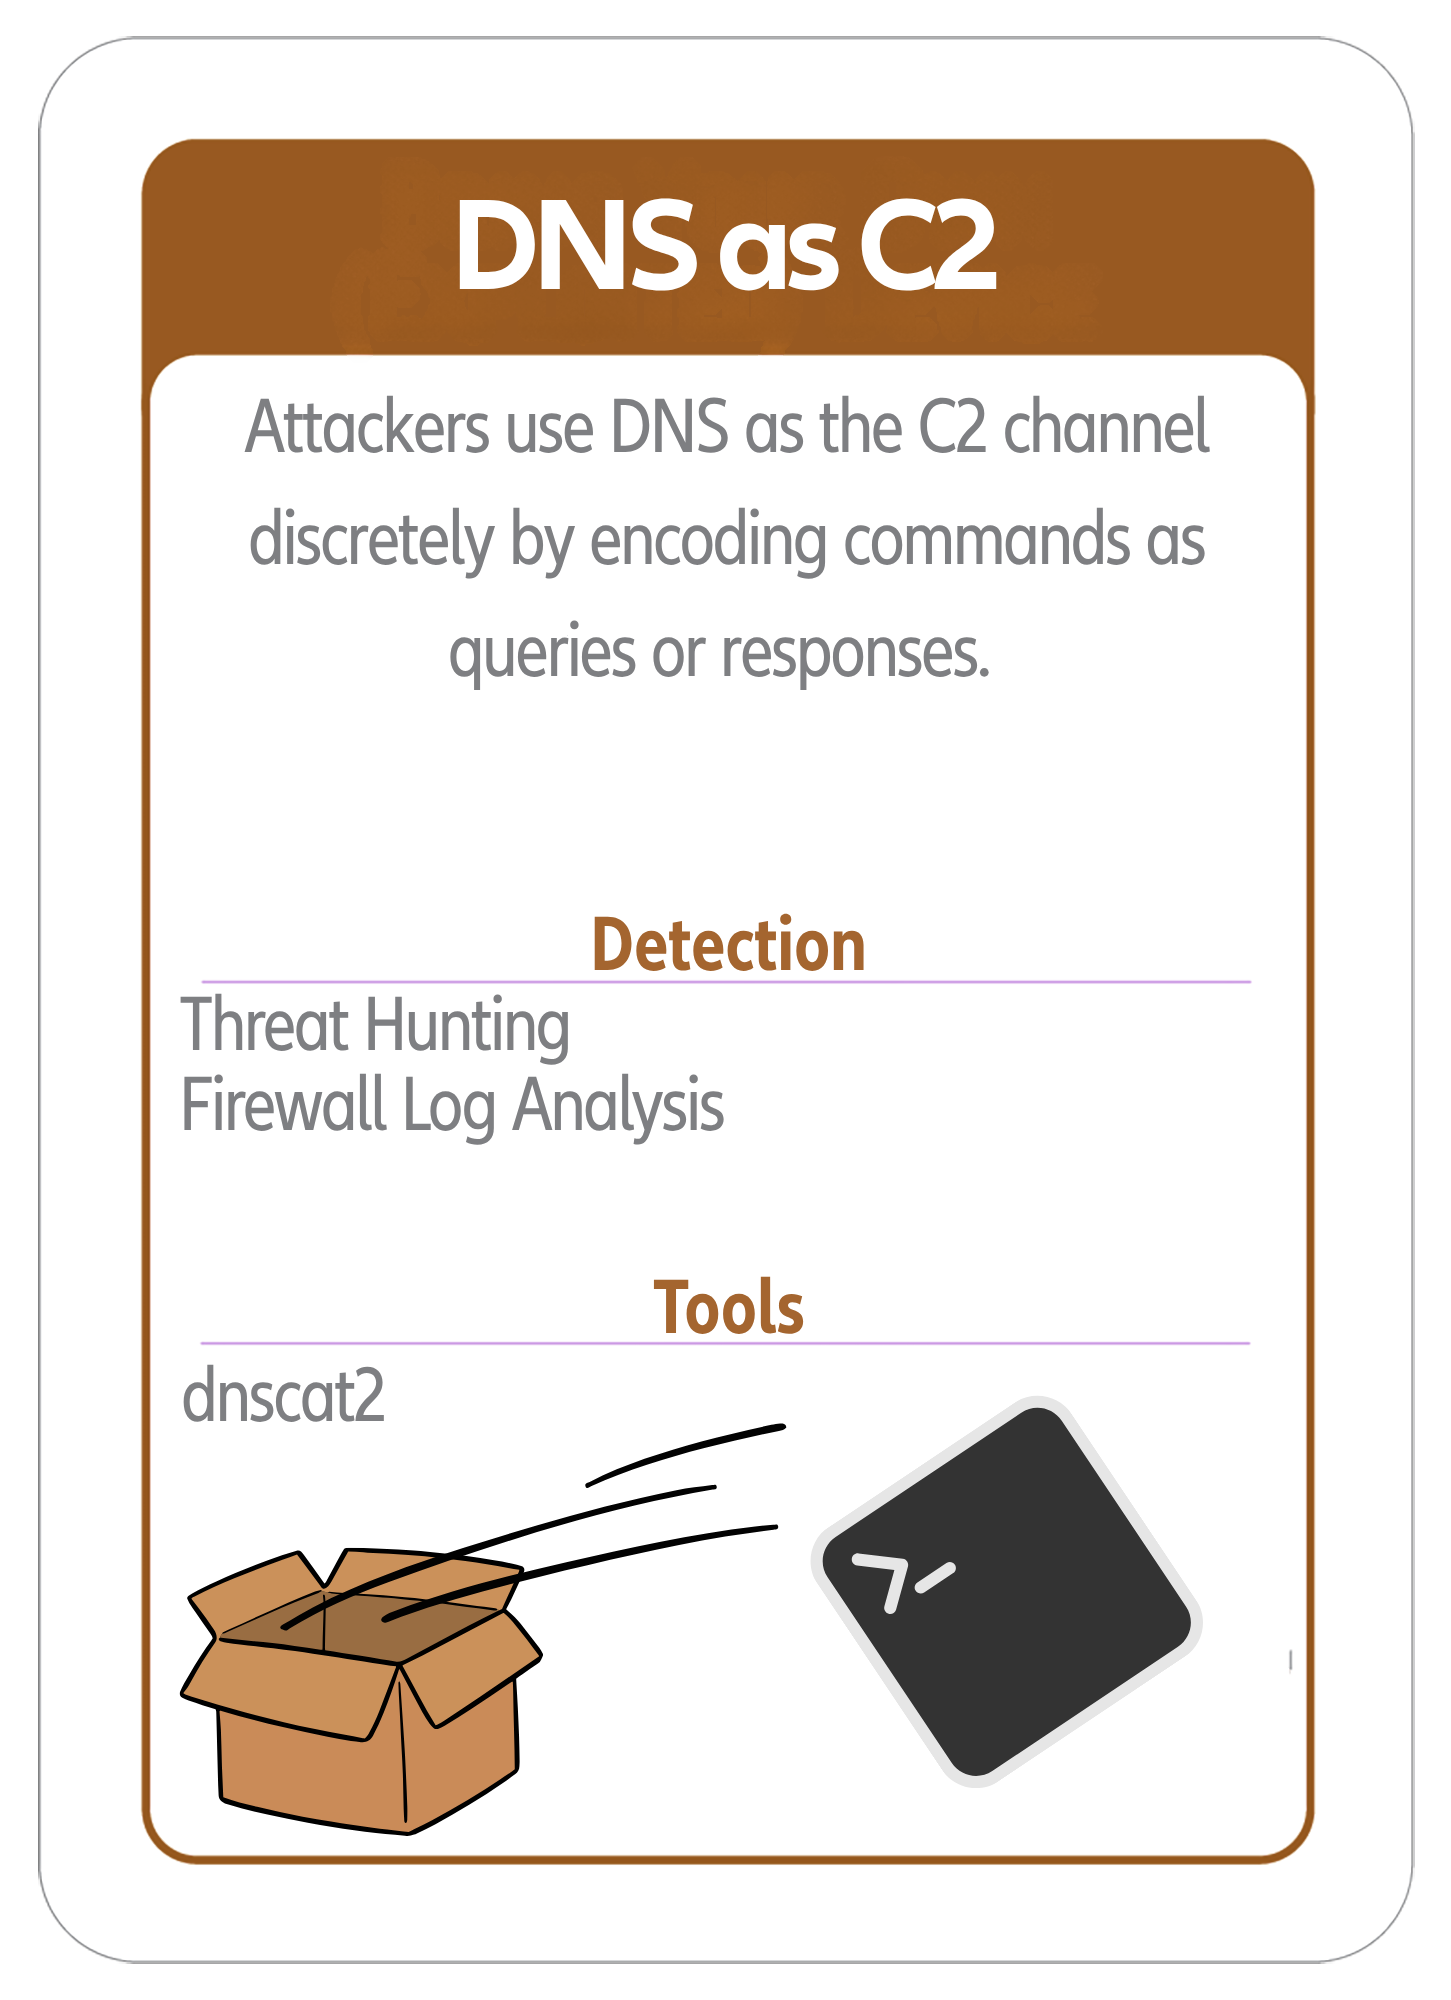 DNS as C2
Attackers use DNS as the C2 channel
discretely by encoding commands as
queries or responses.
Detection
Threat Hunting
Firewall Log Analysis
Tools
dnscat2